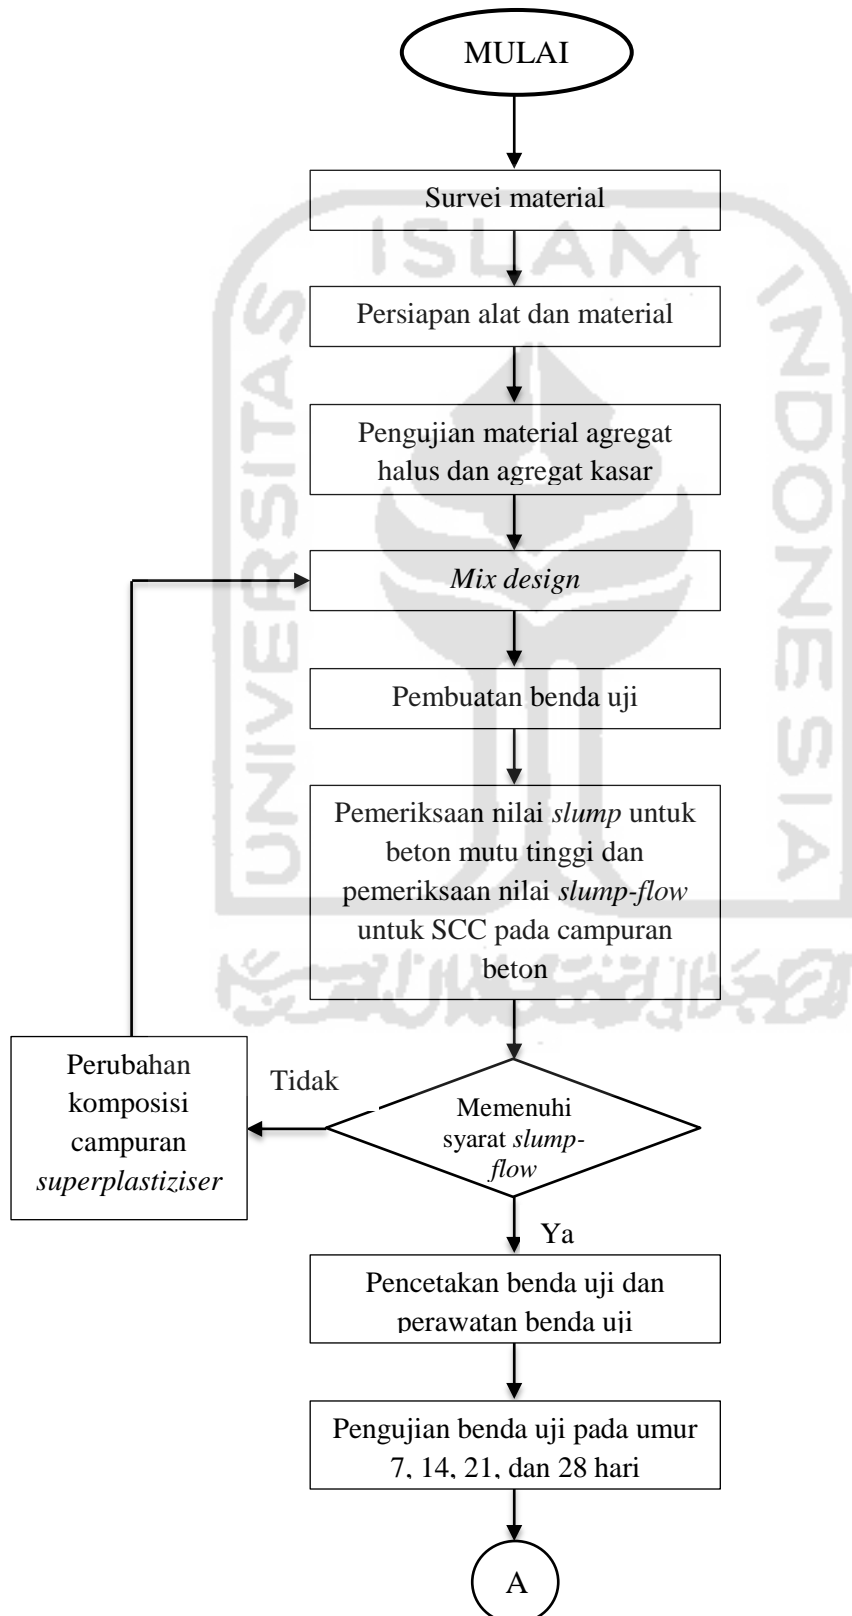 MULAI
Survei material
Persiapan alat dan material
Pengujian material agregat
halus dan agregat kasar
Mix design
Pembuatan benda uji
Pemeriksaan nilai slump untuk
beton mutu tinggi dan
pemeriksaan nilai slump-flow
untuk SCC pada campuran
beton
Memenuhi
syarat slump-
flow
Tidak
Perubahan
komposisi
campuran
superplastiziser
Ya
Pencetakan benda uji dan
perawatan benda uji
Pengujian benda uji pada umur
7, 14, 21, dan 28 hari
A
UNIVERSITAS
ISLAM
INDONESIA